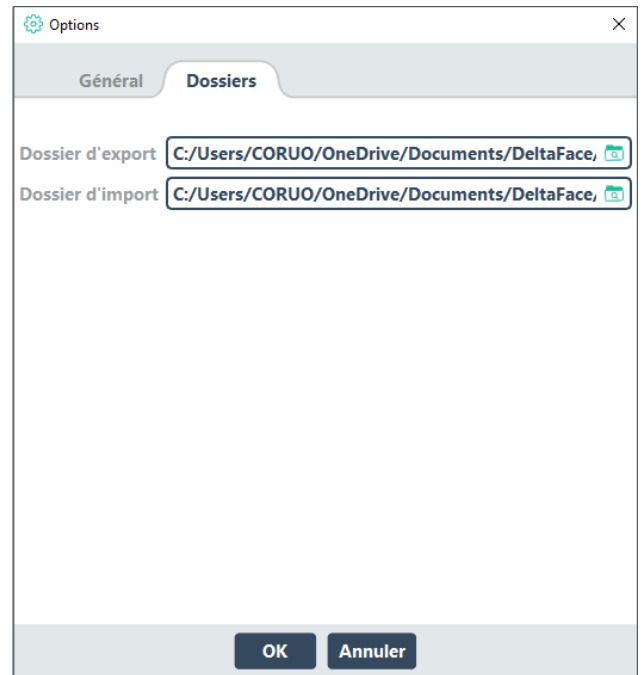 Options
Général Dossiers
Dossier d'export C:/Users/CORUO/OneDrive/Documents/DeltaFace/
Dossier d'import C:/Users/CORUO/OneDrive/Documents/DeltaFace/
OK Annuler